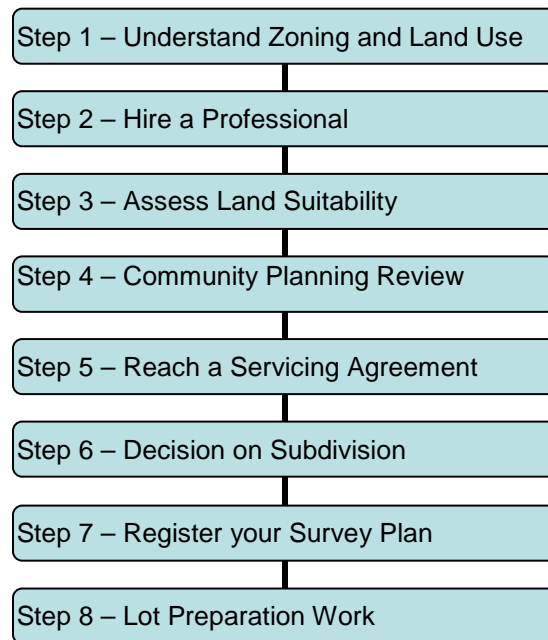 Step 1 – Understand Zoning and Land Use
Step 2 – Hire a Professional
Step 3 – Assess Land Suitability
Step 4 – Community Planning Review
Step 5 – Reach a Servicing Agreement
Step 6 – Decision on Subdivision
Step 7 – Register your Survey Plan
Step 8 – Lot Preparation Work